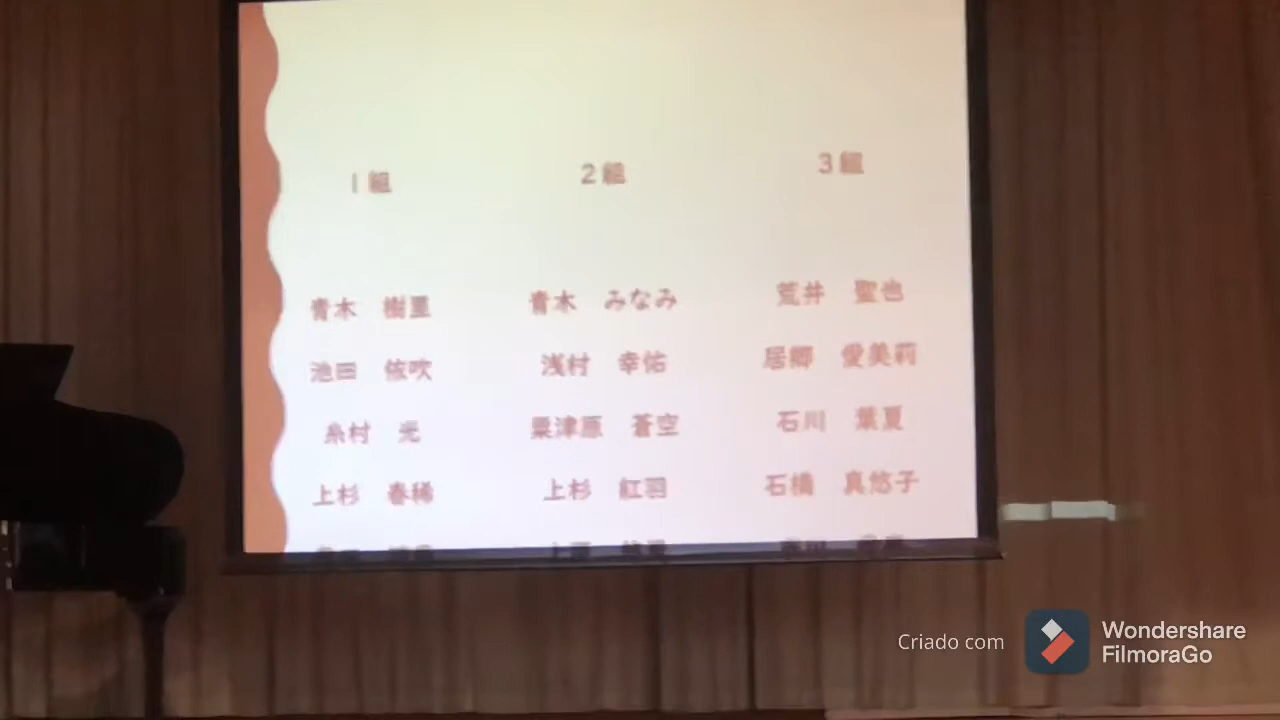 1組 2組 3組
青木 樹里 青木 みなみ 荒井 聖也
池田 依吹 浅村 幸佑 居郷 愛美莉
糸村 光 粟津原 蒼空 石川 葉夏
上杉 春稀 上杉 紅羽 石橋 真悠子
Criado com
Wondershare
FilmoraGo